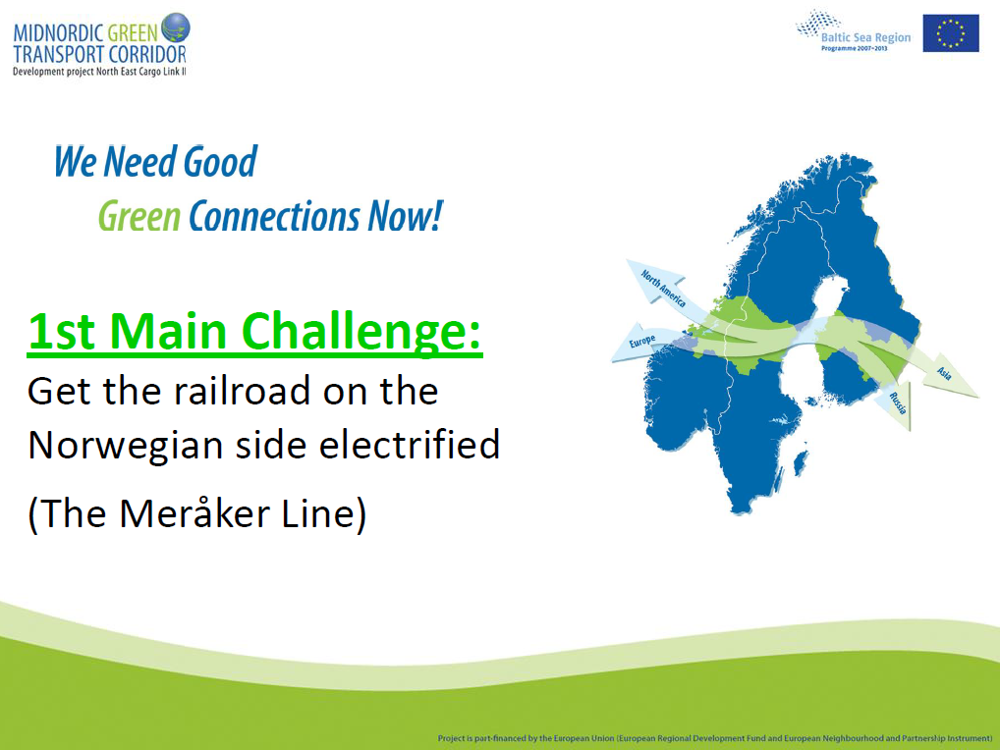 MIDNORDIC GREEN
TRANSPORT CORRIDOR
Development project North East Cargo Link II
Baltic Sea Region
Programme 2007-2013
We Need Good
Green Connections Now!
1st Main Challenge:
Get the railroad on the
Norwegian side electrified
(The Meråker Line)
North America
Europe
Asia
Russia
Project is part-financed by the European Union (European Regional Development Fund and European Neighbourhood and Partnership Instrument)